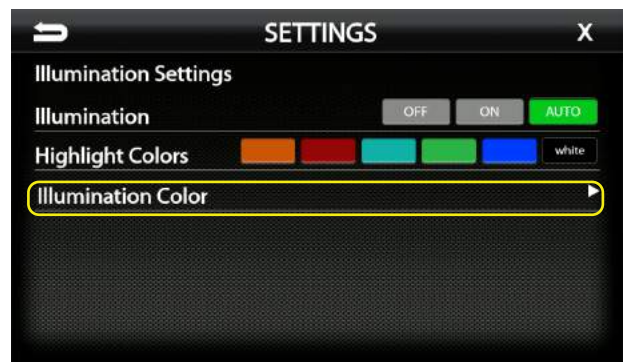 SETTINGS X
Illumination Settings
Illumination OFF ON AUTO
Highlight Colors white
Illumination Color